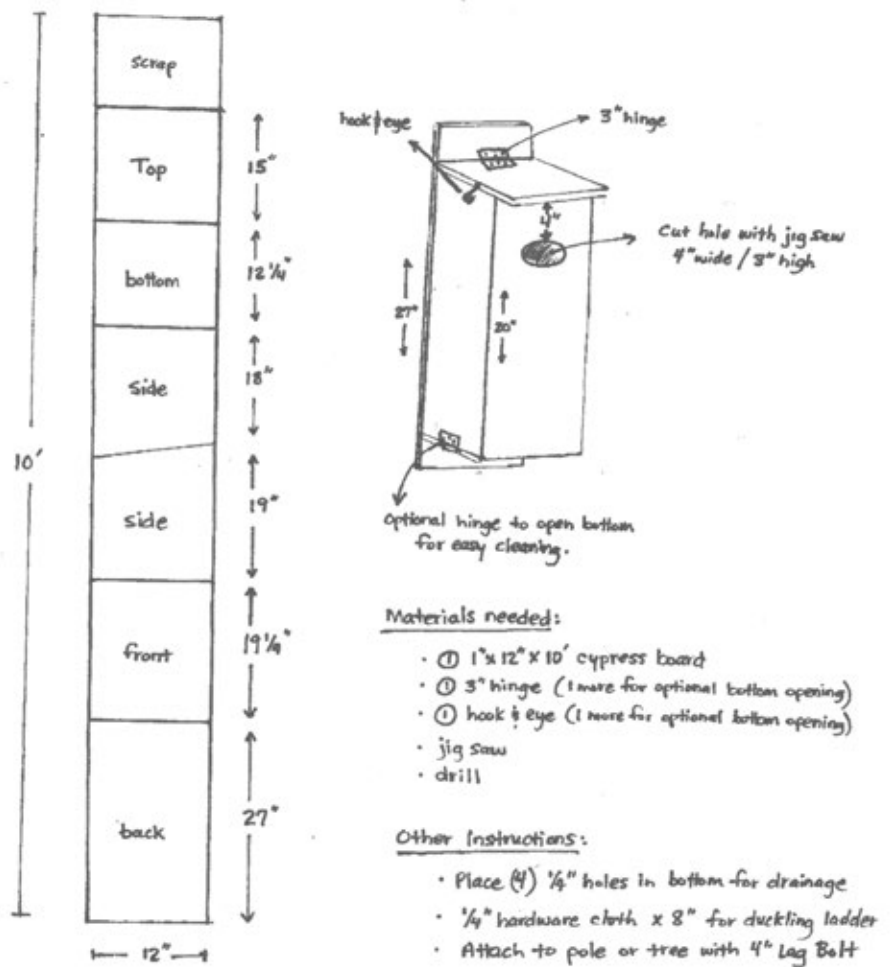 scrap
Top
15"
bottom
12 1/4"
side
18"
side
19"
front
19 1/4"
back
27"
10'
12"
hook & eye
3" hinge
4"
Cut hole with jig saw
4" wide / 3" high
27"
20"
Optional hinge to open bottom
for easy cleaning.
Materials needed:
· ① 1" x 12" x 10' cypress board
· ① 3" hinge (1 more for optional bottom opening)
· ① hook & eye (1 more for optional bottom opening)
· jig saw
· drill
Other Instructions:
· Place (4) 1/4" holes in bottom for drainage
· 1/4" hardware cloth x 8" for duckling ladder
· Attach to pole or tree with 4" Lag Bolt